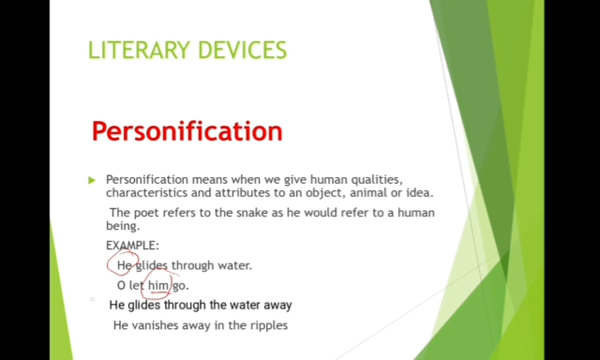 LITERARY DEVICES
Personification
Personification means when we give human qualities,
characteristics and attributes to an object, animal or idea.
The poet refers to the snake as he would refer to a human
being.
EXAMPLE:
He glides through water.
O let him go.
He glides through the water away
He vanishes away in the ripples